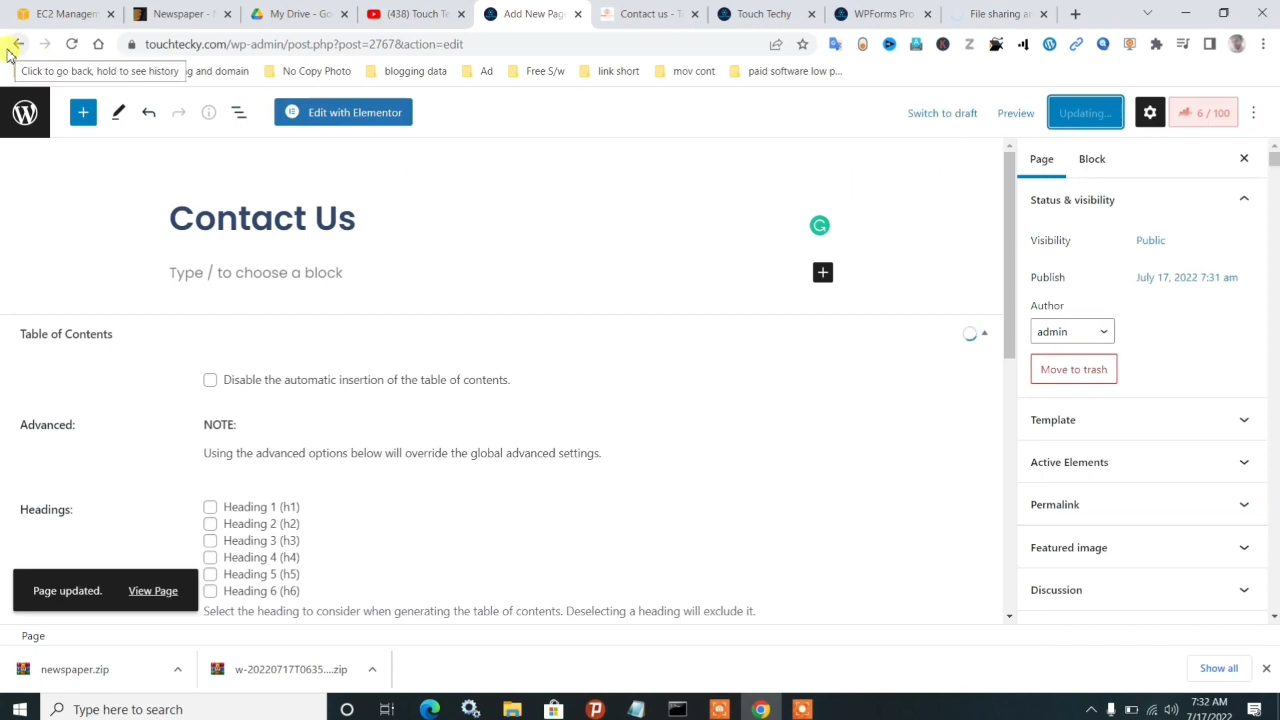 EC2 Manager
Newspaper - 
My Drive - Go
(438) Touch Te
Add New Page
Contact us - To
Touch Techy
WPForms Pro
File sharing an
touchtecky.com/wp-admin/post.php?post=2767&action=edit
Click to go back, hold to see history
g and domain
No Copy Photo
blogging data
Ad
Free S/w
link short
mov cont
paid software low p...
Edit with Elementor
Switch to draft
Preview
Updating...
6 / 100
Page
Block
Contact Us
Type / to choose a block
Status & visibility
Visibility
Public
Publish
July 17, 2022 7:31 am
Author
admin
Move to trash
Template
Active Elements
Permalink
Featured image
Discussion
Table of Contents
Disable the automatic insertion of the table of contents.
Advanced:
NOTE:
Using the advanced options below will override the global advanced settings.
Headings:
Heading 1 (h1)
Heading 2 (h2)
Heading 3 (h3)
Heading 4 (h4)
Heading 5 (h5)
Heading 6 (h6)
Select the heading to consider when generating the table of contents. Deselecting a heading will exclude it.
Page updated.
View Page
Page
newspaper.zip
w-20220717T0635....zip
Show all
Type here to search
7:32 AM
7/17/2022